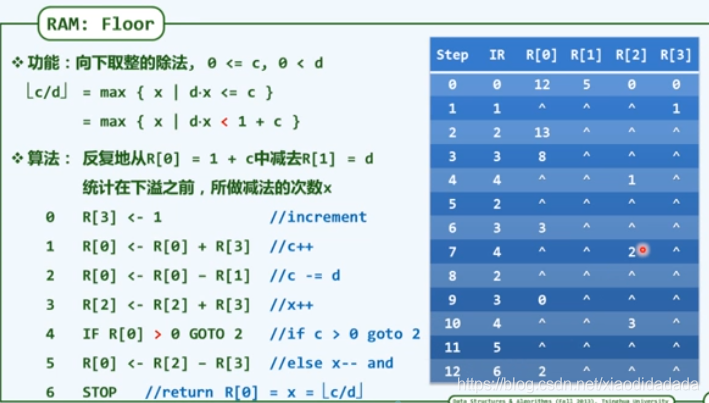 RAM: Floor
❖ 功能：向下取整的除法, 0 <= c, 0 < d
⌊c/d⌋ = max { x | d·x <= c }
= max { x | d·x < 1 + c }
❖ 算法： 反复地从R[0] = 1 + c中减去R[1] = d
统计在下溢之前，所做减法的次数x
0 R[3] <- 1 //increment
1 R[0] <- R[0] + R[3] //c++
2 R[0] <- R[0] - R[1] //c -= d
3 R[2] <- R[2] + R[3] //x++
4 IF R[0] > 0 GOTO 2 //if c > 0 goto 2
5 R[0] <- R[2] - R[3] //else x-- and
6 STOP //return R[0] = x = ⌊c/d⌋
Step IR R[0] R[1] R[2] R[3]
0 0 12 5 0 0
1 1 ^ ^ ^ 1
2 2 13 ^ ^ ^
3 3 8 ^ ^ ^
4 4 ^ ^ 1 ^
5 2 ^ ^ ^ ^
6 3 3 ^ ^ ^
7 4 ^ ^ 2 ^
8 2 ^ ^ ^ ^
9 3 0 ^ ^ ^
10 4 ^ ^ 3 ^
11 5 ^ ^ ^ ^
12 6 2 ^ ^ ^
https://blog.csdn.net/xiaodidadada
Data Structures & Algorithms (Fall 2013), Tsinghua University